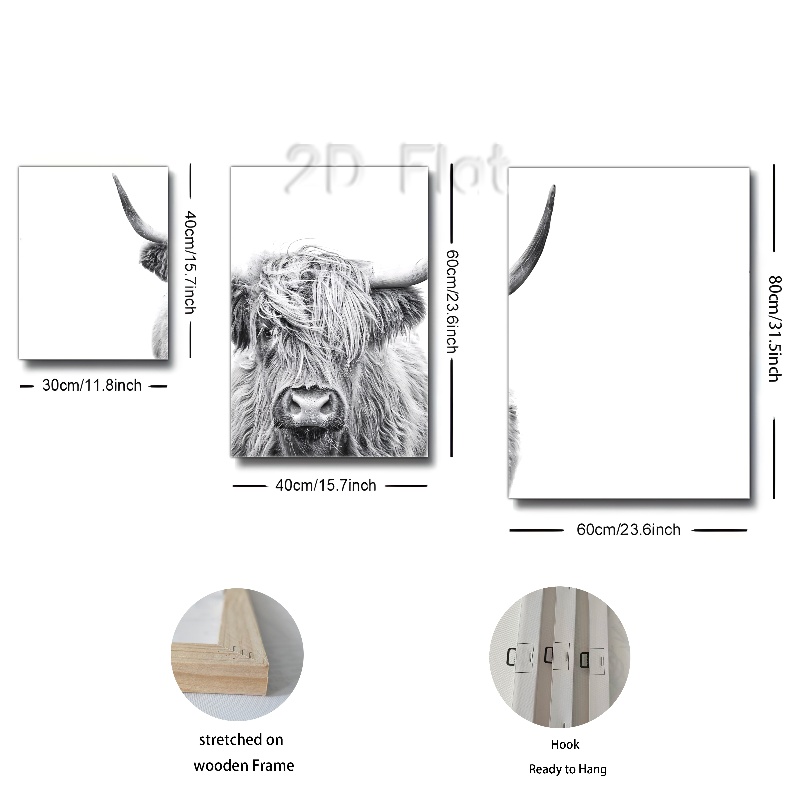 2D Flat
40cm/15.7inch
30cm/11.8inch
60cm/23.6inch
40cm/15.7inch
80cm/31.5inch
60cm/23.6inch
stretched on
wooden Frame
Hook
Ready to Hang